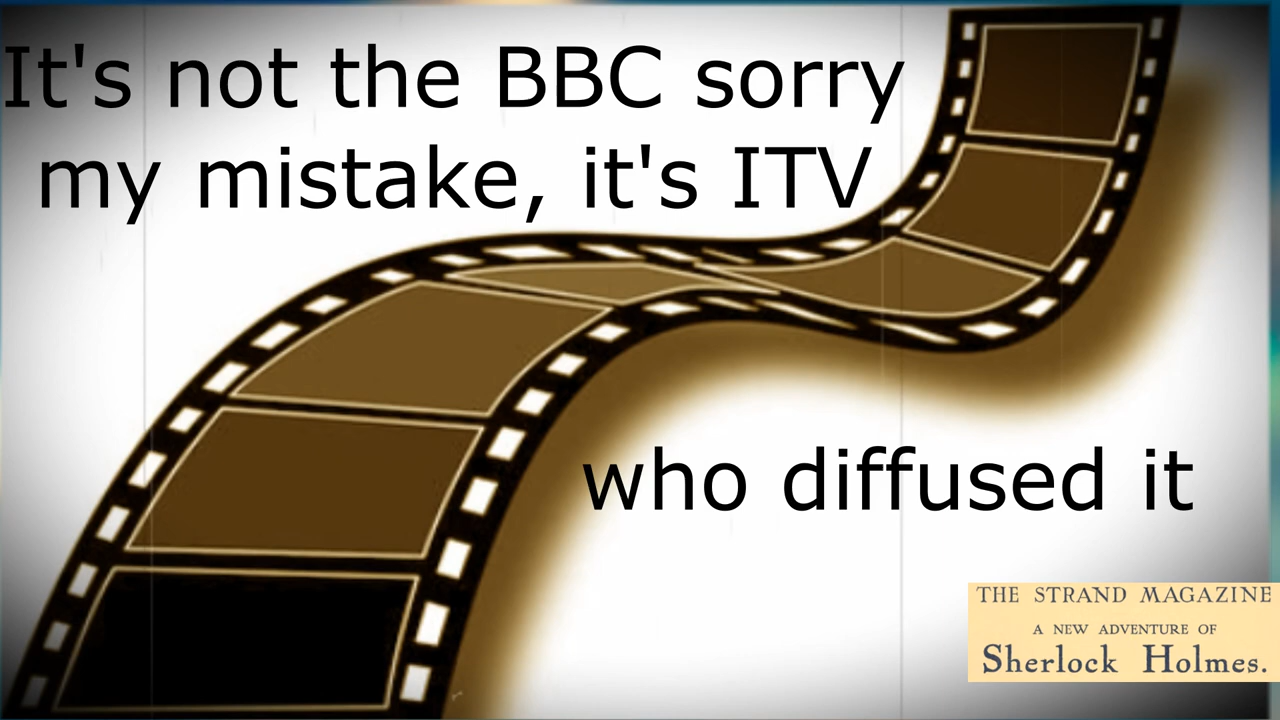 It's not the BBC sorry
my mistake, it's ITV
who diffused it
THE STRAND MAGAZINE
A NEW ADVENTURE OF
Sherlock Holmes.